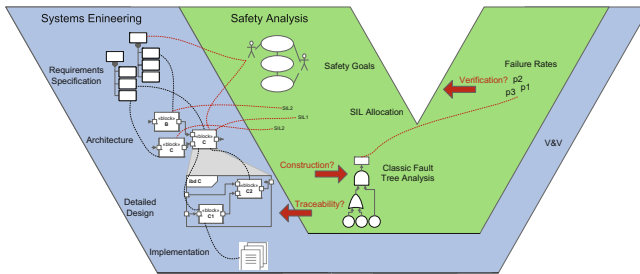 Systems Enineering
Safety Analysis
Requirements
Specification
Safety Goals
Failure Rates
Verification?
p2
p1
p3
SIL2
«block»
B
SIL Allocation
SIL1
«block»
C
SIL2
Architecture
«block»
C
V&V
Construction?
Classic Fault
Tree Analysis
ibd C
«block»
C2
Detailed
Design
«block»
C1
Traceability?
Implementation